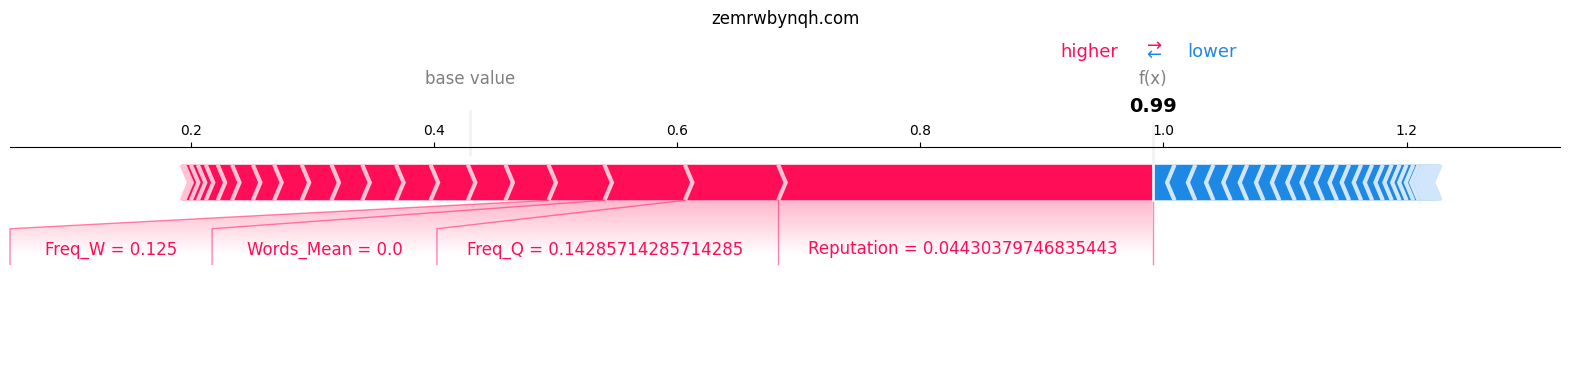 zemrwbynqh.com
higher → ← lower
base value f(x)
0.99
0.2 0.4 0.6 0.8 1.0 1.2
Freq_W = 0.125 Words_Mean = 0.0 Freq_Q = 0.14285714285714285 Reputation = 0.04430379746835443